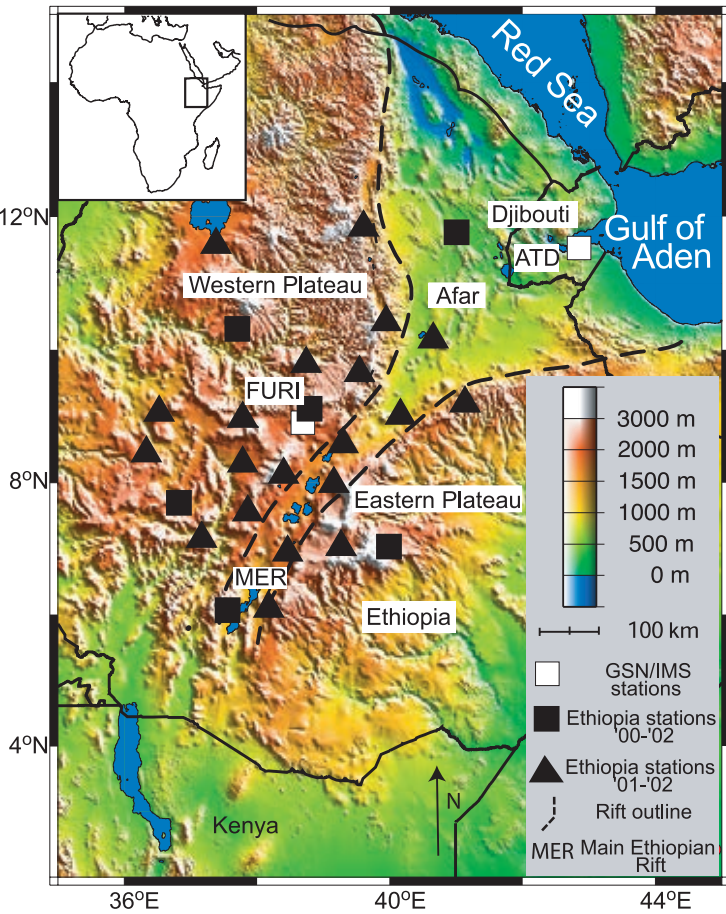 Red Sea
12°N
Djibouti
Gulf of
Aden
ATD
Western Plateau
Afar
FURI
8°N
Eastern Plateau
MER
Ethiopia
4°N
N
Kenya
3000 m
2000 m
1500 m
1000 m
500 m
0 m
100 km
GSN/IMS
stations
Ethiopia stations
'00-'02
Ethiopia stations
'01-'02
Rift outline
MER Main Ethiopian
Rift
36°E
40°E
44°E